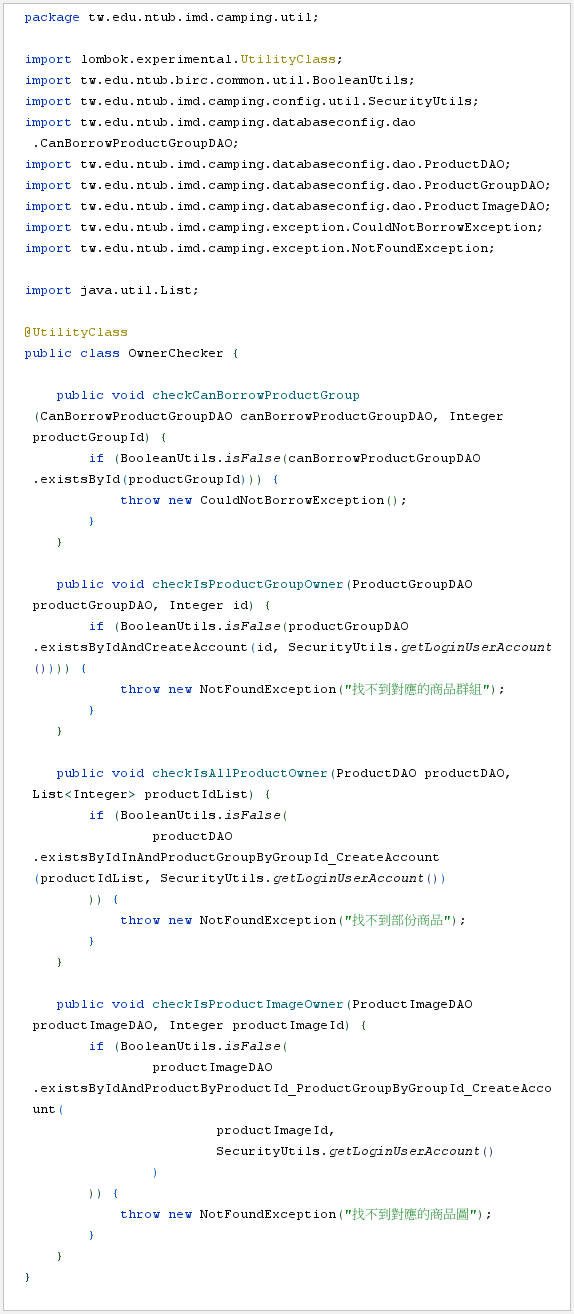 package tw.edu.ntub.imd.camping.util;
import lombok.experimental.UtilityClass;
import tw.edu.ntub.birc.common.util.BooleanUtils;
import tw.edu.ntub.imd.camping.config.util.SecurityUtils;
import tw.edu.ntub.imd.camping.databaseconfig.dao
.CanBorrowProductGroupDAO;
import tw.edu.ntub.imd.camping.databaseconfig.dao.ProductDAO;
import tw.edu.ntub.imd.camping.databaseconfig.dao.ProductGroupDAO;
import tw.edu.ntub.imd.camping.databaseconfig.dao.ProductImageDAO;
import tw.edu.ntub.imd.camping.exception.CouldNotBorrowException;
import tw.edu.ntub.imd.camping.exception.NotFoundException;
import java.util.List;
@UtilityClass
public class OwnerChecker {
public void checkCanBorrowProductGroup
(CanBorrowProductGroupDAO canBorrowProductGroupDAO, Integer
productGroupId) {
if (BooleanUtils.isFalse(canBorrowProductGroupDAO
.existsById(productGroupId))) {
throw new CouldNotBorrowException();
}
}
public void checkIsProductGroupOwner(ProductGroupDAO
productGroupDAO, Integer id) {
if (BooleanUtils.isFalse(productGroupDAO
.existsByIdAndCreateAccount(id, SecurityUtils.getLoginUserAccount
()))) {
throw new NotFoundException("找不到對應的商品群組");
}
}
public void checkIsAllProductOwner(ProductDAO productDAO,
List<Integer> productIdList) {
if (BooleanUtils.isFalse(
productDAO
.existsByIdInAndProductGroupByGroupId_CreateAccount
(productIdList, SecurityUtils.getLoginUserAccount())
)) {
throw new NotFoundException("找不到部份商品");
}
}
public void checkIsProductImageOwner(ProductImageDAO
productImageDAO, Integer productImageId) {
if (BooleanUtils.isFalse(
productImageDAO
.existsByIdAndProductByProductId_ProductGroupByGroupId_CreateAcco
unt(
productImageId,
SecurityUtils.getLoginUserAccount()
)
)) {
throw new NotFoundException("找不到對應的商品圖");
}
}
}